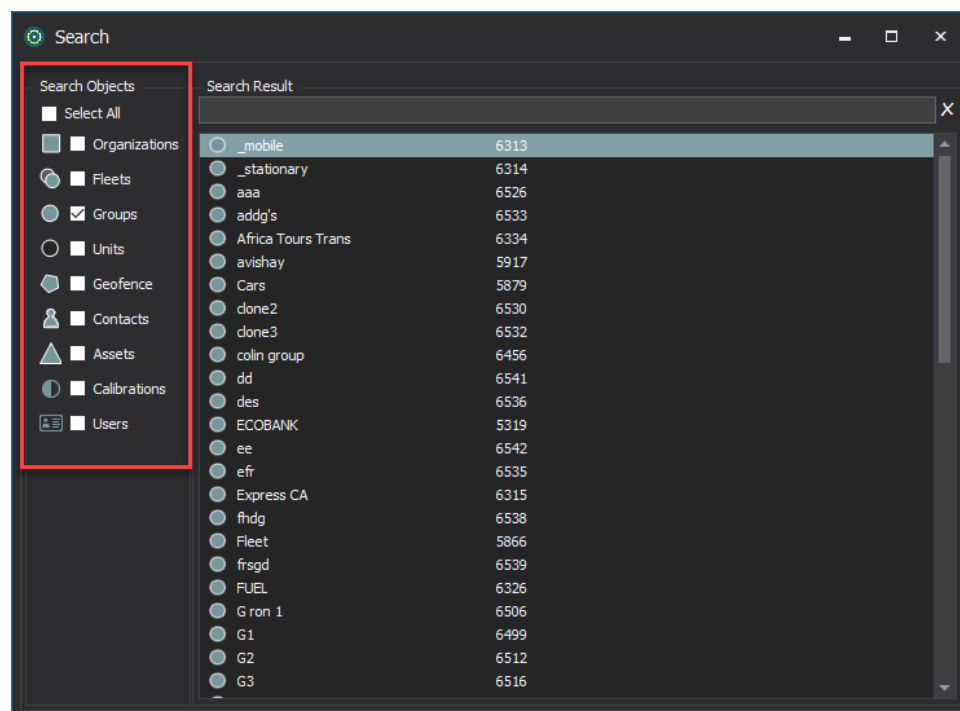 Search
Search Objects
Select All
Organizations
Fleets
Groups
Units
Geofence
Contacts
Assets
Calibrations
Users
Search Result
X
_mobile 6313
_stationary 6314
aaa 6526
addg's 6533
Africa Tours Trans 6334
avishay 5917
Cars 5879
clone2 6530
clone3 6532
colin group 6456
dd 6541
des 6536
ECOBANK 5319
ee 6542
efr 6535
Express CA 6315
fhdg 6538
Fleet 5866
frsgd 6539
FUEL 6326
G ron 1 6506
G1 6499
G2 6512
G3 6516